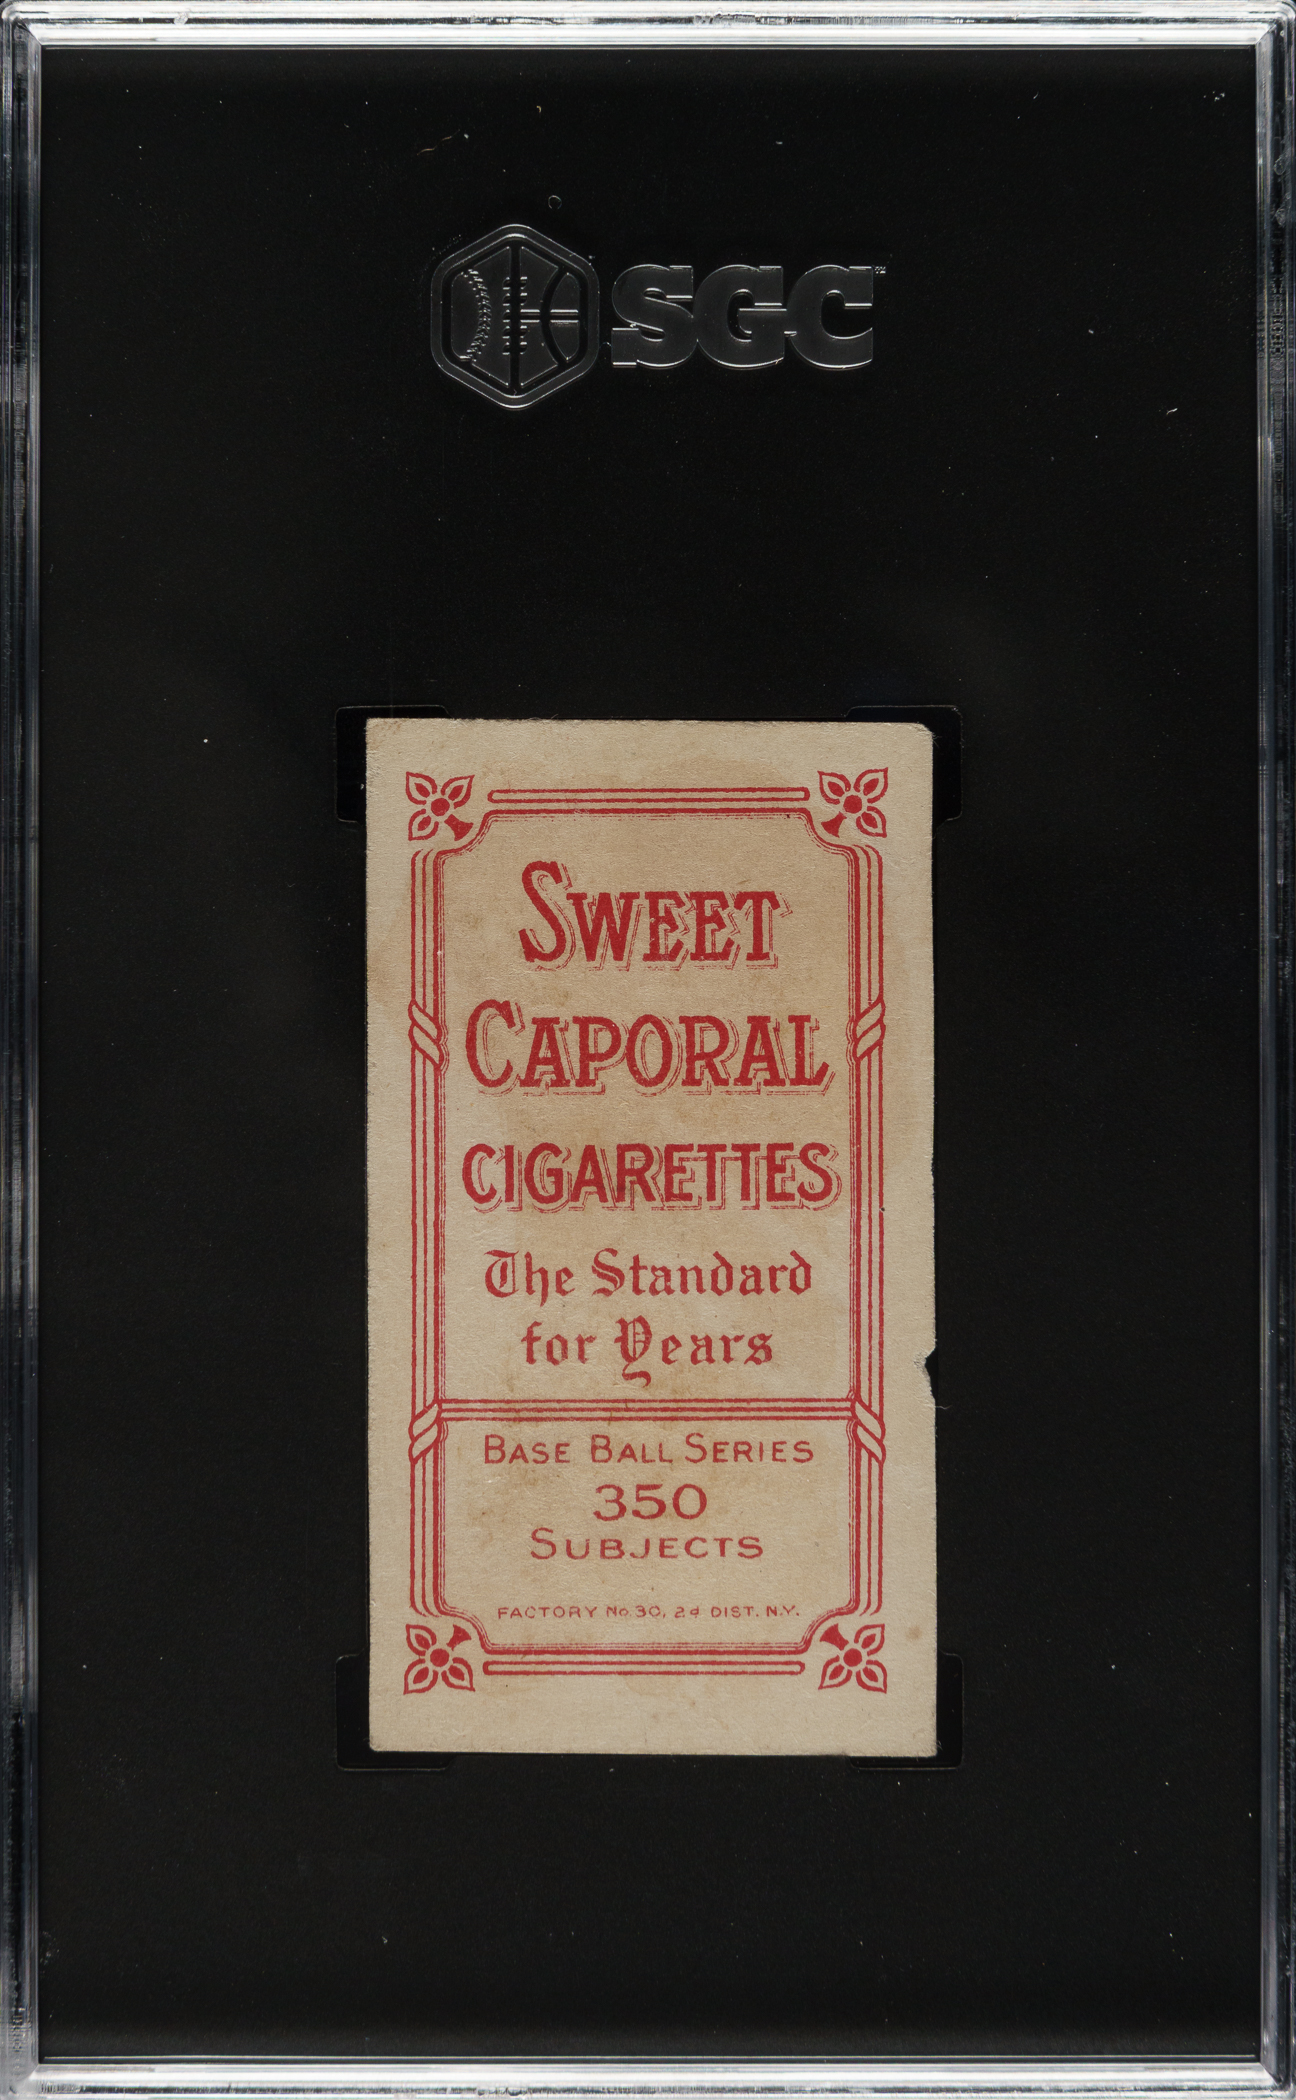 SGC
SWEET
CAPORAL
CIGARETTES
The Standard
for Years
BASE BALL SERIES
350
SUBJECTS
FACTORY No. 30, 2d DIST. N.Y.